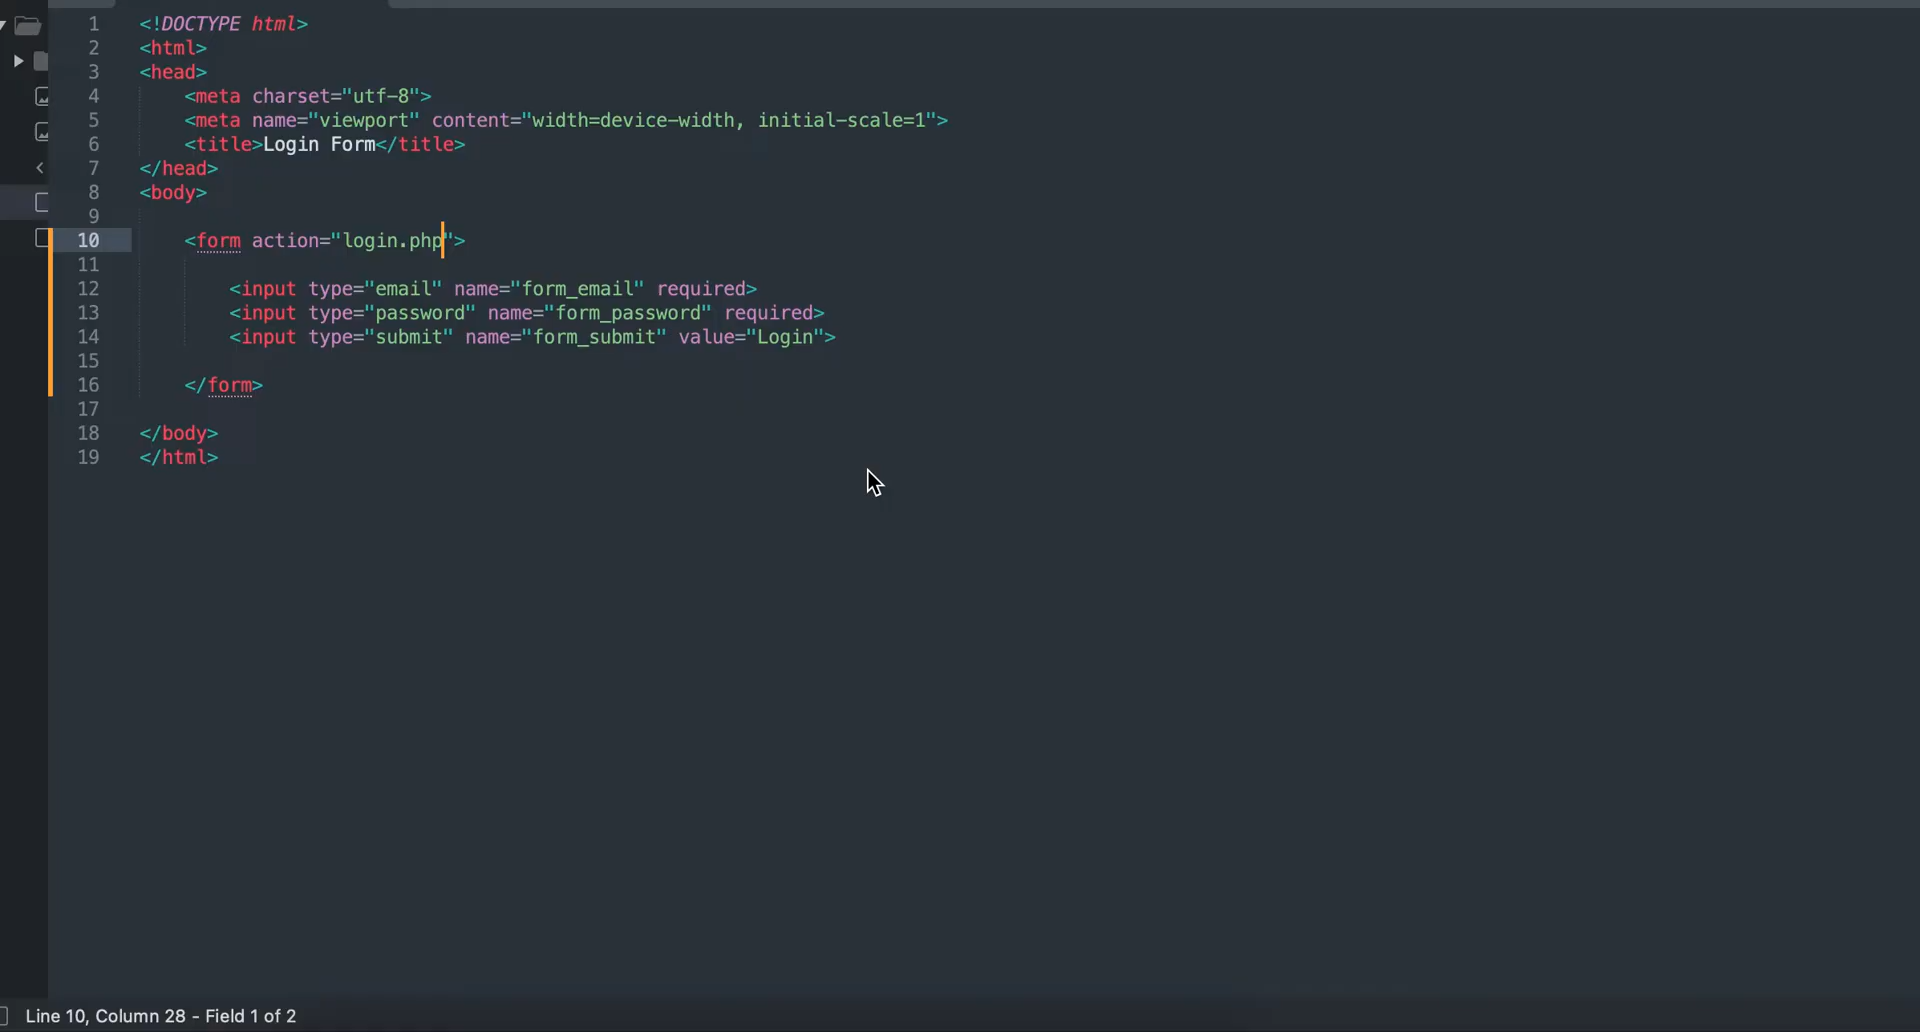 1 <!DOCTYPE html>
2 <html>
3 <head>
4 <meta charset="utf-8">
5 <meta name="viewport" content="width=device-width, initial-scale=1">
6 <title>Login Form</title>
7 </head>
8 <body>
9
10 <form action="login.php">
11
12 <input type="email" name="form_email" required>
13 <input type="password" name="form_password" required>
14 <input type="submit" name="form_submit" value="Login">
15
16 </form>
17
18 </body>
19 </html>
Line 10, Column 28 - Field 1 of 2